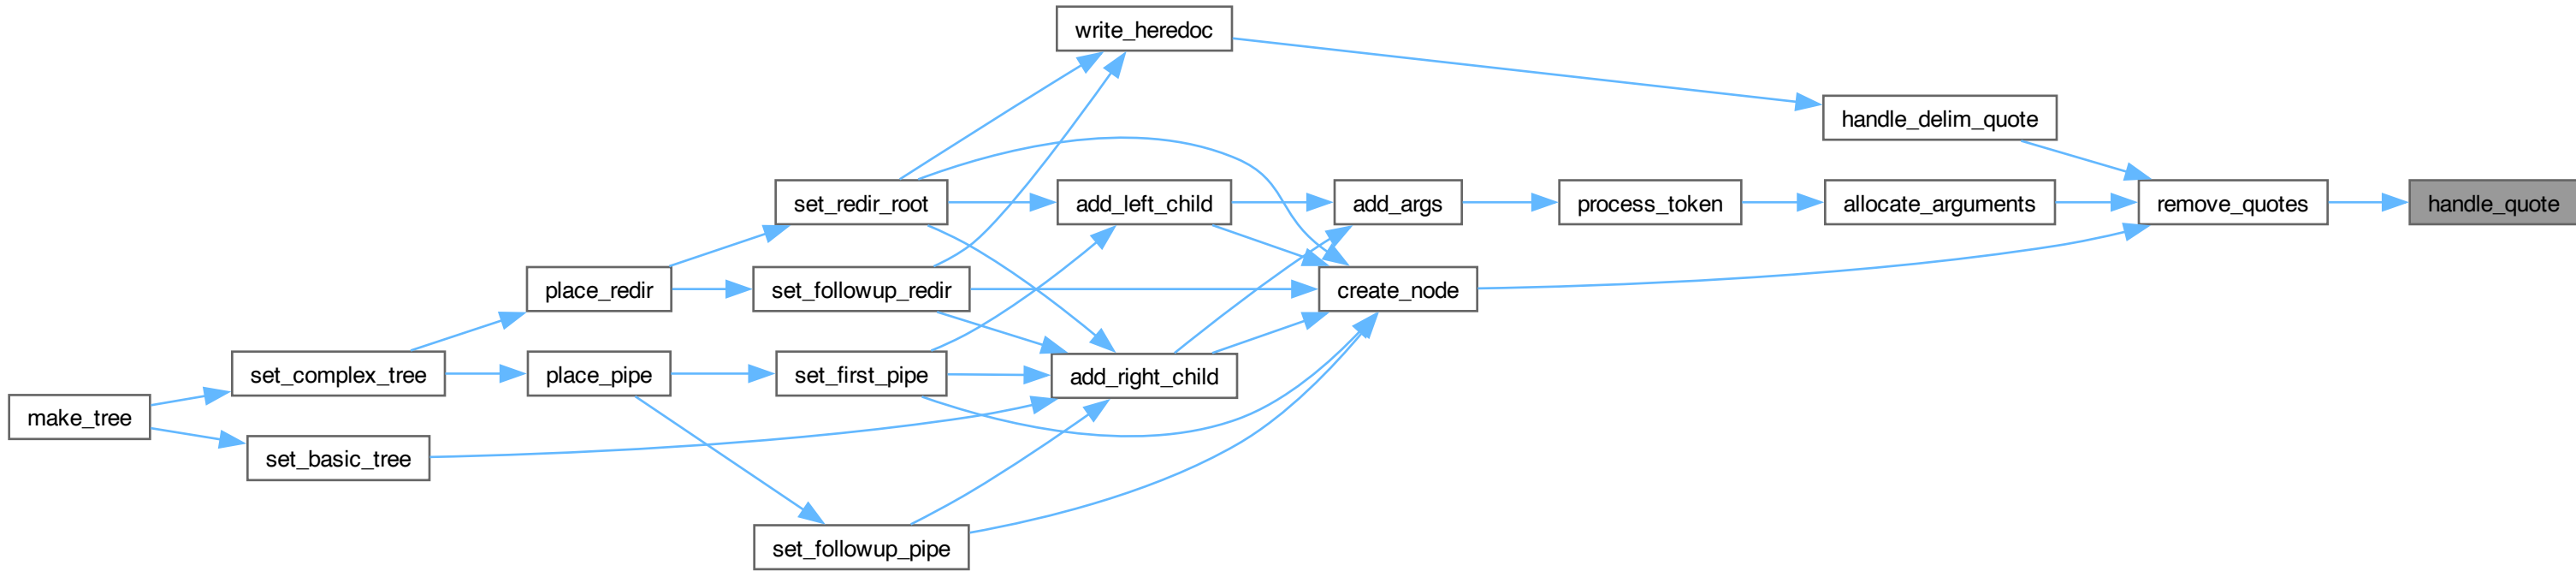 write_heredoc
handle_delim_quote
set_redir_root
add_left_child
add_args
process_token
allocate_arguments
remove_quotes
handle_quote
place_redir
set_followup_redir
create_node
set_complex_tree
place_pipe
set_first_pipe
add_right_child
make_tree
set_basic_tree
set_followup_pipe